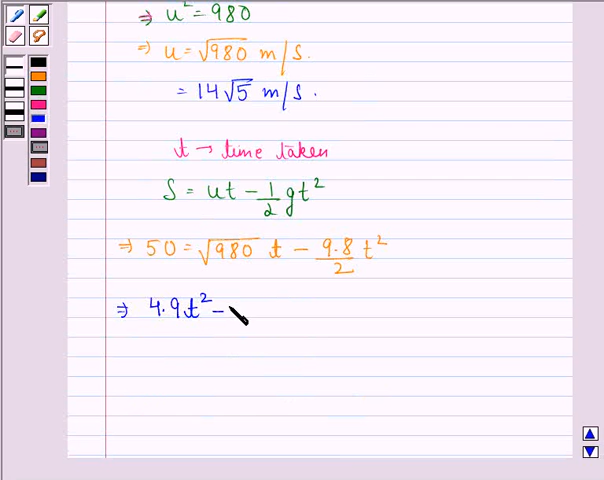 ⇒ u² = 980
⇒ u = √980 m/s.
= 14√5 m/s.
t → time taken
S = ut - 1/2 gt²
⇒ 50 = √980 t - 9.8/2 t²
⇒ 4.9t² -